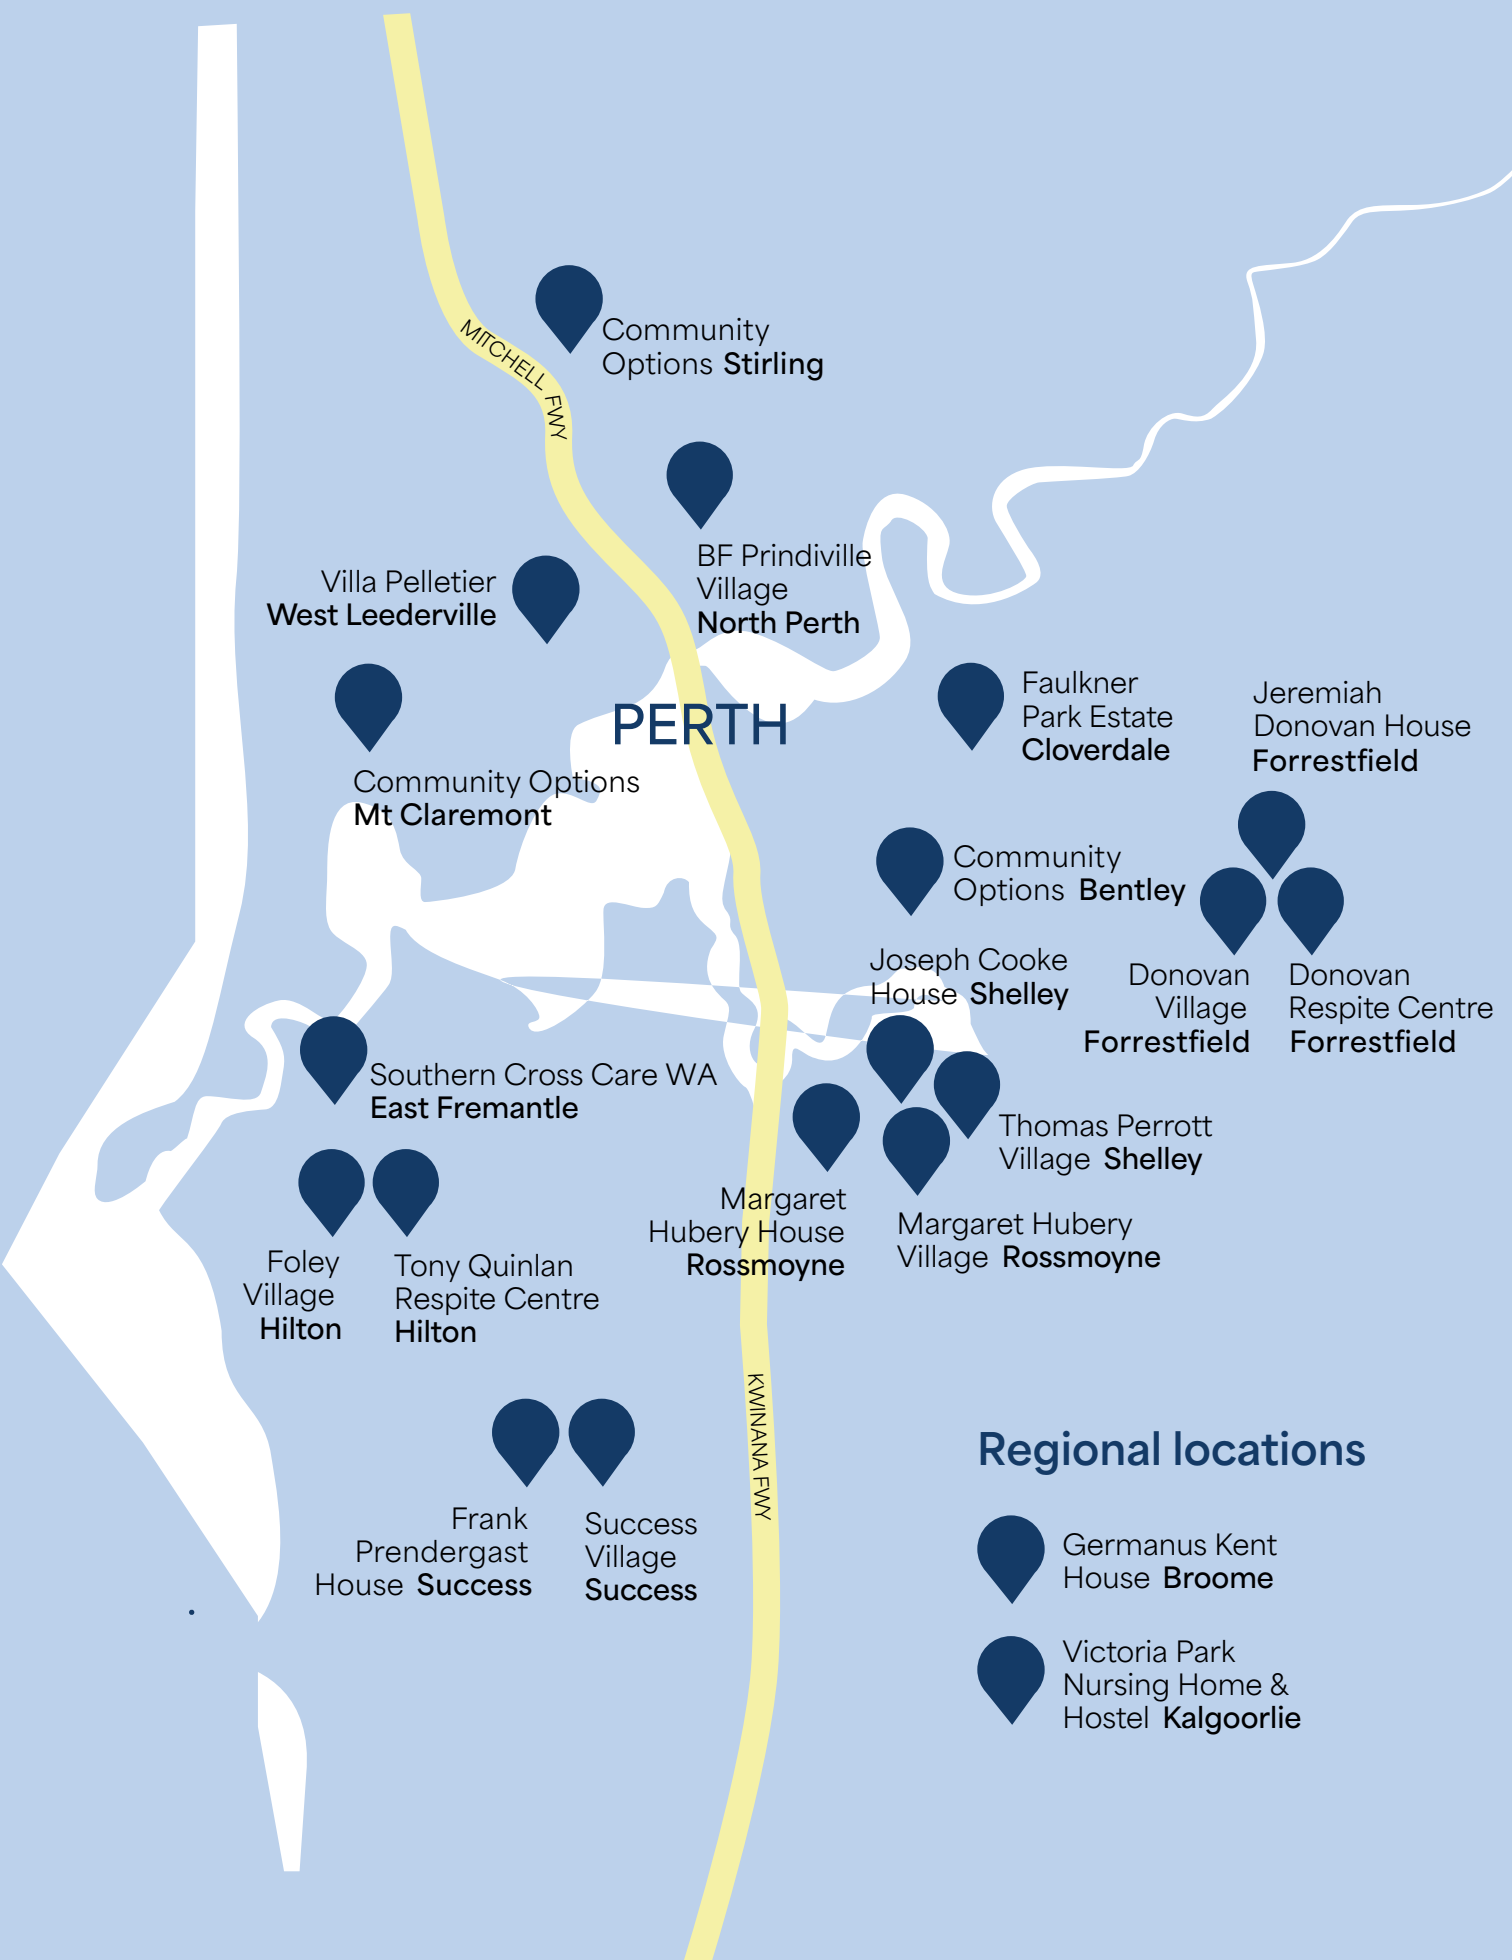 MITCHELL FWY
Community
Options Stirling
BF Prindiville
Village
North Perth
Villa Pelletier
West Leederville
PERTH
Community Options
Mt Claremont
Faulkner
Park Estate
Cloverdale
Jeremiah
Donovan House
Forrestfield
Community
Options Bentley
Joseph Cooke
House Shelley
Donovan
Village
Forrestfield
Donovan
Respite Centre
Forrestfield
Southern Cross Care WA
East Fremantle
Thomas Perrott
Village Shelley
Margaret
Hubery House
Rossmoyne
Margaret Hubery
Village Rossmoyne
Foley
Village
Hilton
Tony Quinlan
Respite Centre
Hilton
KWINANA FWY
Frank
Prendergast
House Success
Success
Village
Success
Regional locations
Germanus Kent
House Broome
Victoria Park
Nursing Home &
Hostel Kalgoorlie